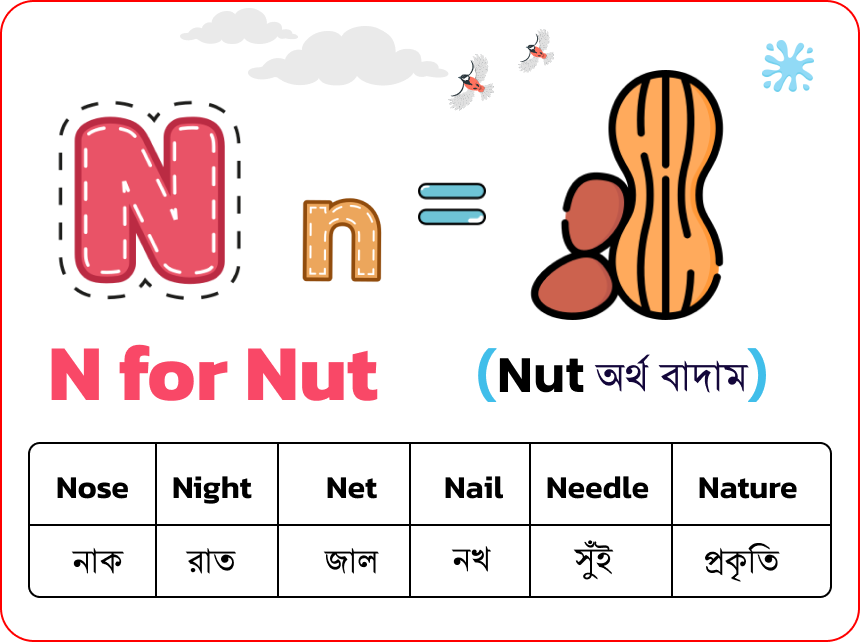 N n =
N for Nut
(Nut অর্থ বাদাম)
Nose Night Net Nail Needle Nature
নাক রাত জাল নখ সুঁই প্রকৃতি